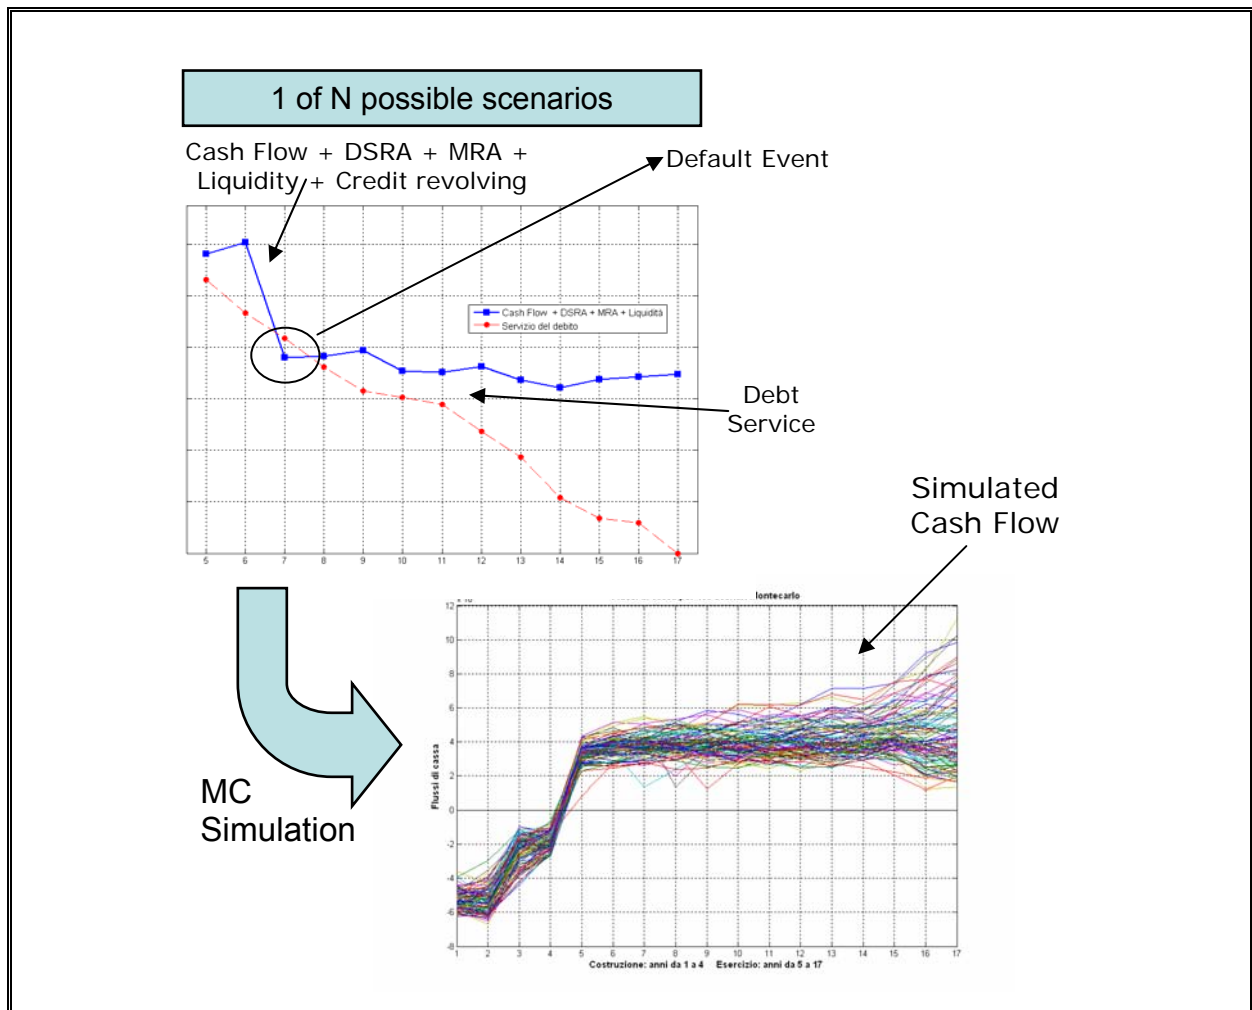 1 of N possible scenarios
Cash Flow + DSRA + MRA +
Liquidity + Credit revolving
Default Event
Cash Flow + DSRA + MRA + Liquidità
Servizio del debito
Debt
Service
5 6 7 8 9 10 11 12 13 14 15 16 17
Simulated
Cash Flow
MC
Simulation
lontecarlo
12
10
8
6
4
2
0
-2
-4
-6
-8
Flussi di cassa
1 2 3 4 5 6 7 8 9 10 11 12 13 14 15 16 17
Costruzione: anni da 1 a 4 Esercizio: anni da 5 a 17